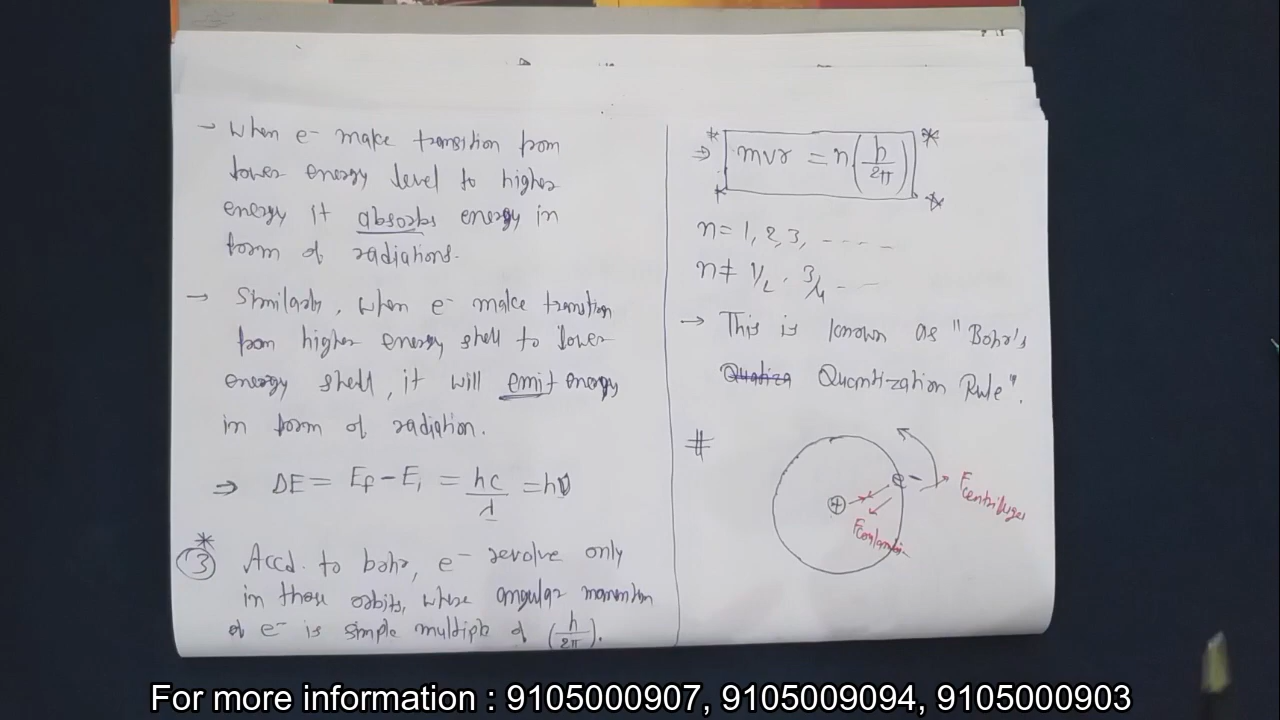 → When e⁻ make transition from
lower energy level to higher
energy it absorbs energy in
form of radiations.
→ Similarly, when e⁻ make transition
from higher energy shell to lower
energy shell, it will emit energy
in form of radiation.
⇒ ΔE = Ef − Ei = hc/λ = hν
* ③ Accd. to bohr, e⁻ revolve only
in those orbits, where angular momentum
of e⁻ is simple multiple of (h/2π).
⇒ mvr = n(h/2π)
n = 1, 2, 3, - - - -
n ≠ 1/2, 3/4 - -
→ This is known as "Bohr's
Quantization Rule".
#
e⁻
+
Fcentrifugal
For more information : 9105000907, 9105009094, 9105000903